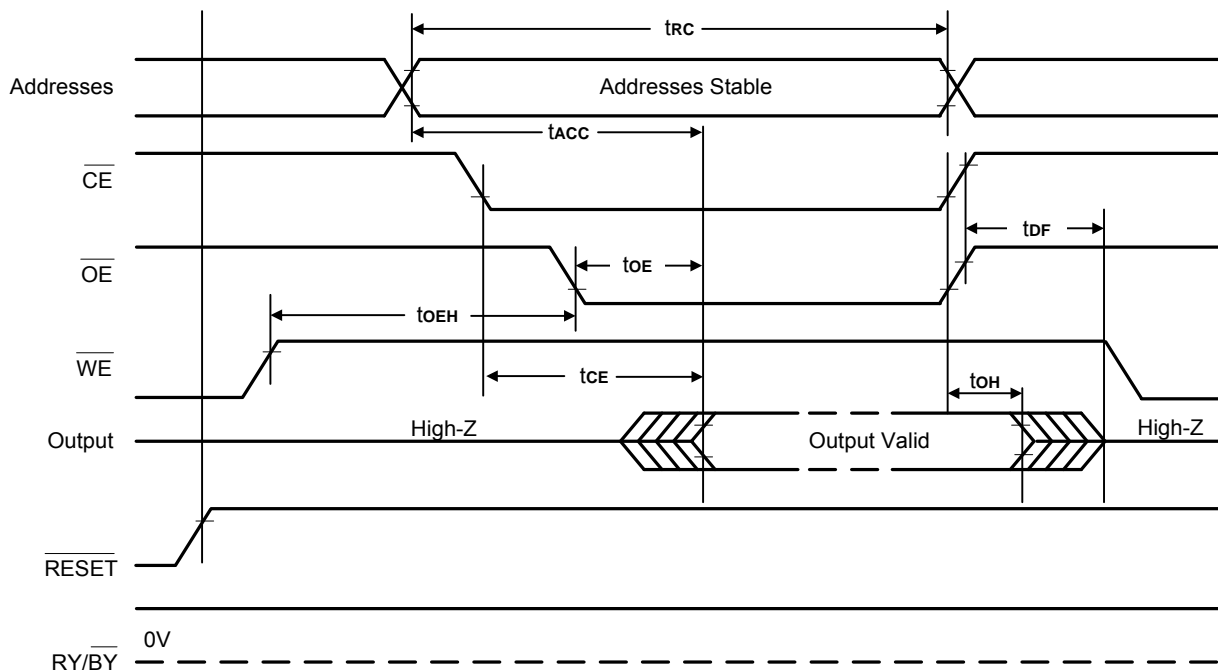 tRC
Addresses
Addresses Stable
tACC
CE
tDF
OE
tOE
tOEH
WE
tCE
tOH
Output
High-Z
Output Valid
High-Z
RESET
0V
RY/BY